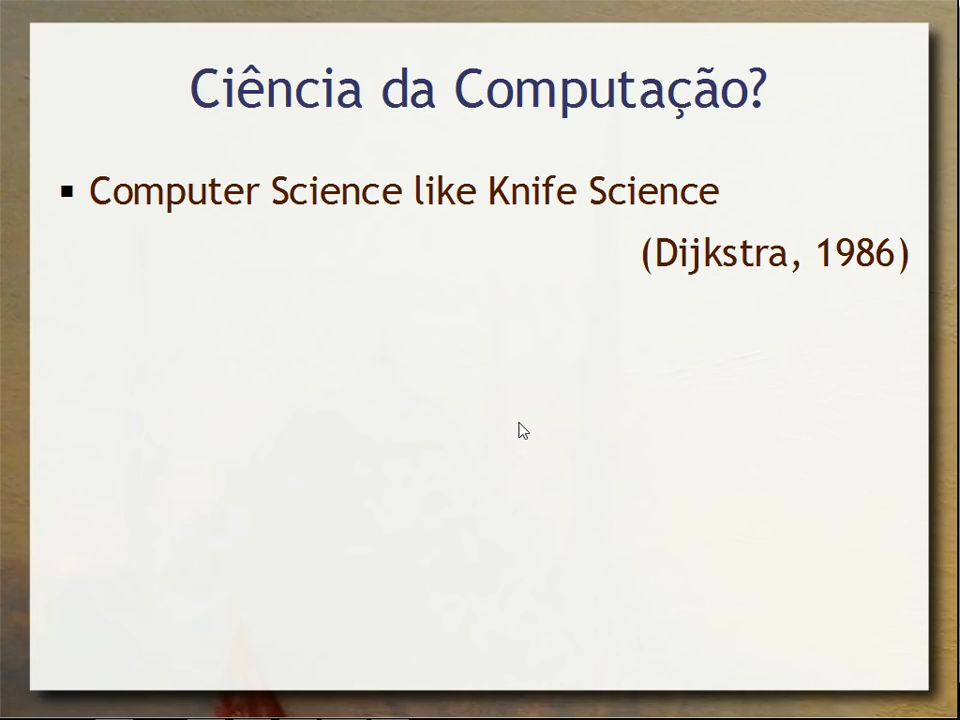 Ciência da Computação?
Computer Science like Knife Science
(Dijkstra, 1986)